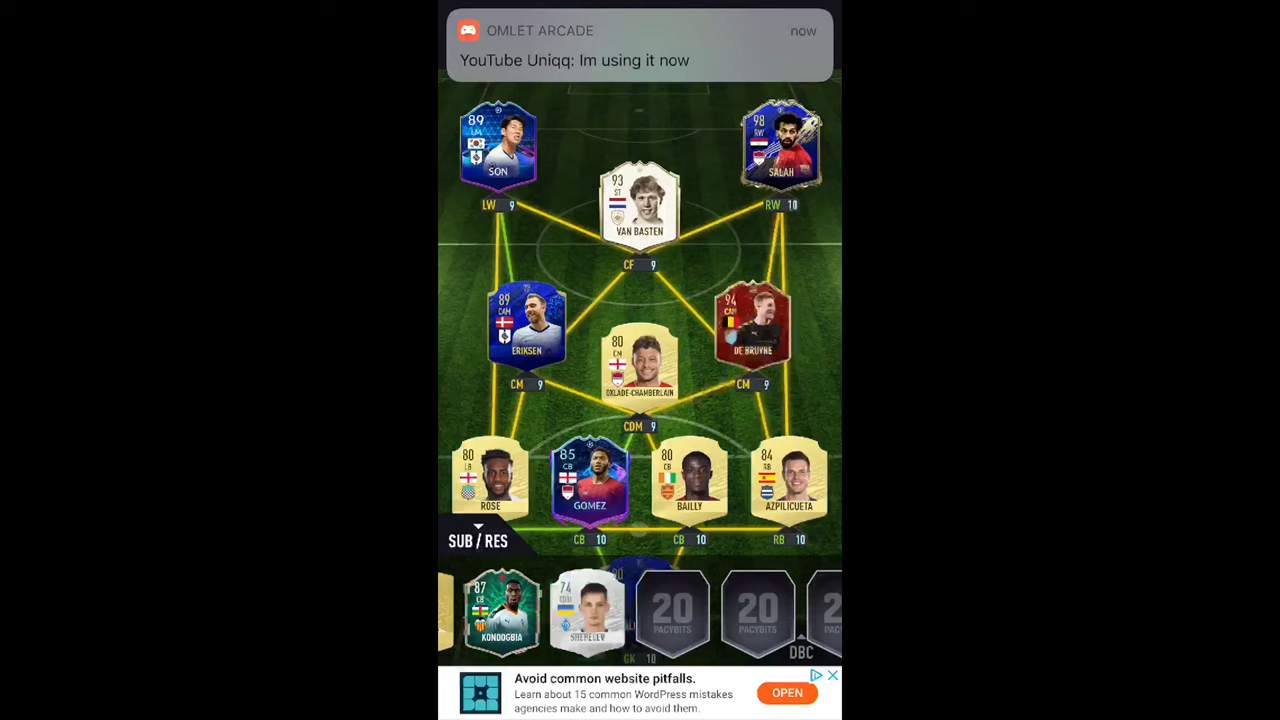 OMLET ARCADE now
YouTube Uniqq: Im using it now
89
LM
SON
98
RW
SALAH
93
ST
VAN BASTEN
LW 9
RW 10
CF 9
89
CAM
ERIKSEN
94
CAM
DE BRUYNE
80
CM
OXLADE-CHAMBERLAIN
CM 9
CM 9
CDM 9
80
LB
ROSE
85
CB
GOMEZ
80
CB
BAILLY
84
RB
AZPILICUETA
SUB / RES
CB 10
CB 10
RB 10
87
CB
KONDOGBIA
74
CDM
20
PACYBITS
20
PACYBITS
DBC
GK 10
Avoid common website pitfalls.
Learn about 15 common WordPress mistakes
agencies make and how to avoid them.
OPEN